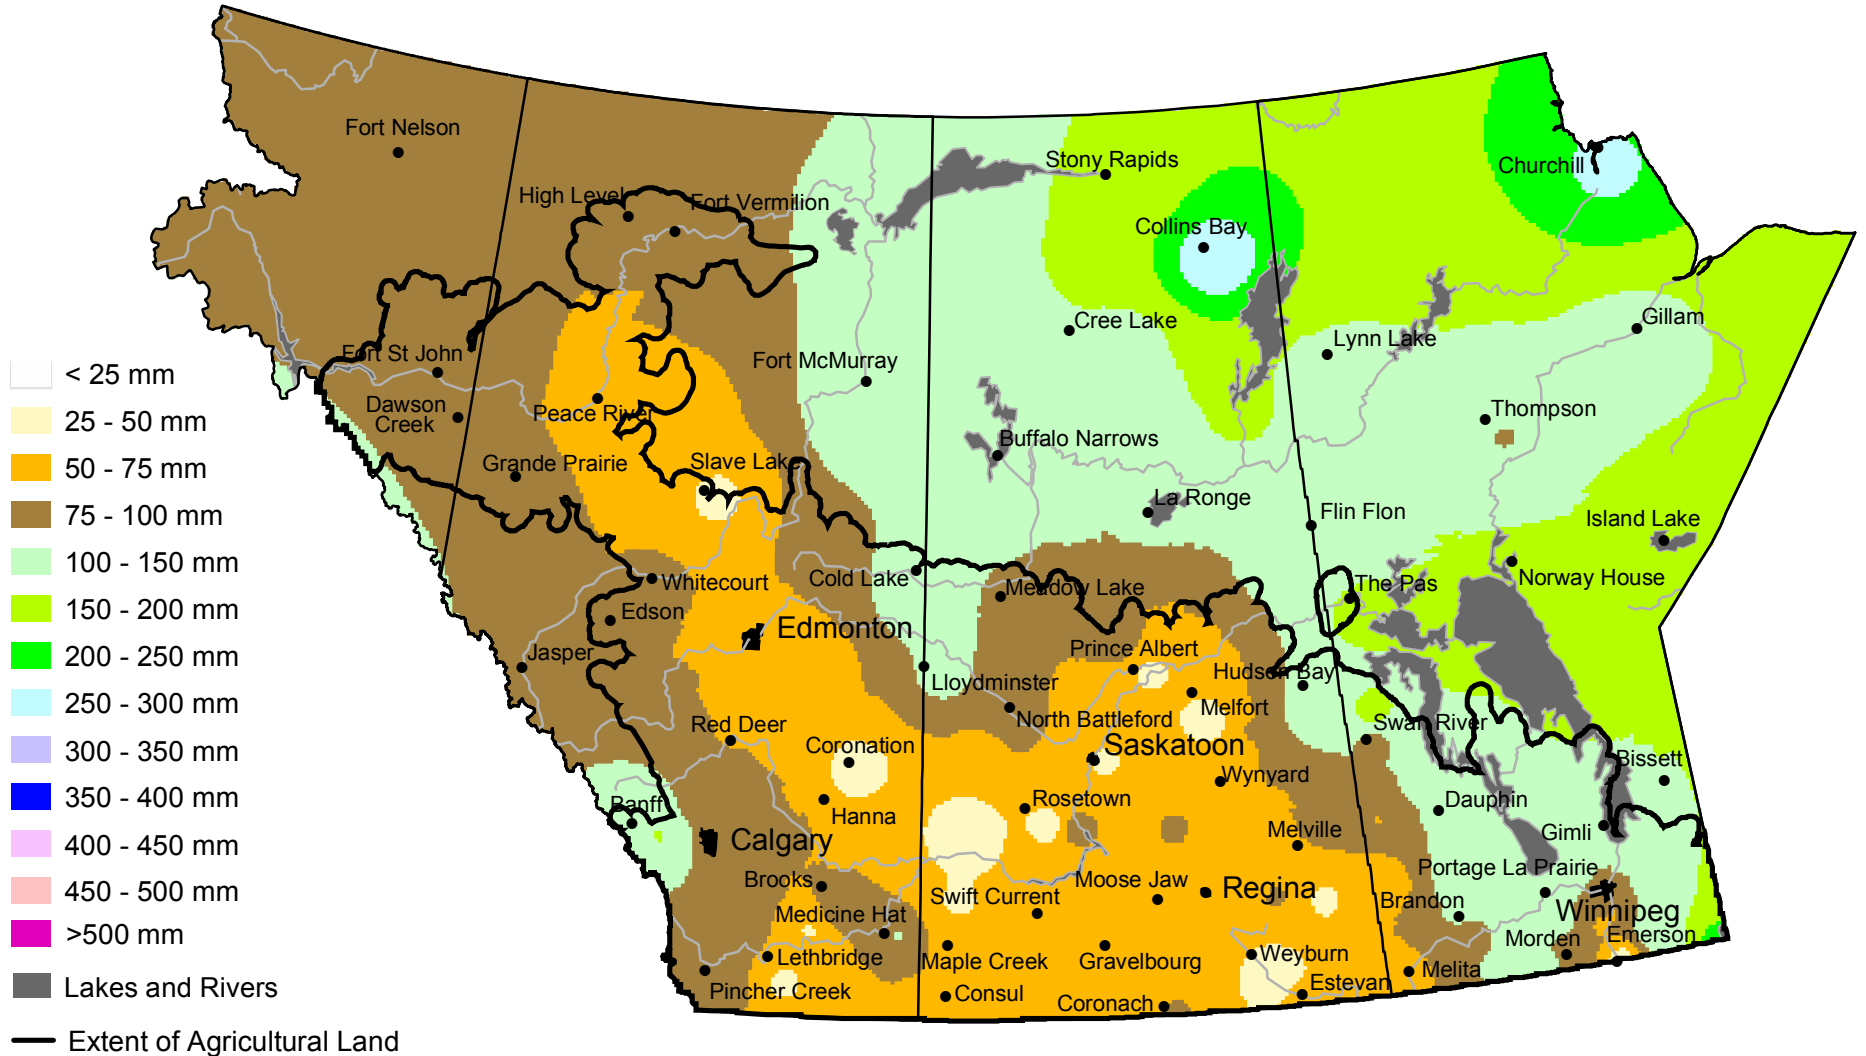 Fort Nelson
Stony Rapids
Churchill
High Level
Fort Vermilion
Collins Bay
Gillam
Cree Lake
Lynn Lake
Fort St John
Fort McMurray
Dawson
Creek
Peace River
Thompson
Buffalo Narrows
Grande Prairie
Slave Lake
La Ronge
Flin Flon
Island Lake
Whitecourt
Cold Lake
Meadow Lake
The Pas
Norway House
Edson
Edmonton
Jasper
Prince Albert
Hudson Bay
Lloydminster
Melfort
North Battleford
Swan River
Red Deer
Coronation
Saskatoon
Bissett
Wynyard
Banff
Hanna
Rosetown
Dauphin
Calgary
Melville
Gimli
Portage La Prairie
Brooks
Moose Jaw
Regina
Swift Current
Brandon
Medicine Hat
Winnipeg
Morden
Emerson
Lethbridge
Maple Creek
Gravelbourg
Weyburn
Melita
Pincher Creek
Consul
Coronach
Estevan
< 25 mm
25 - 50 mm
50 - 75 mm
75 - 100 mm
100 - 150 mm
150 - 200 mm
200 - 250 mm
250 - 300 mm
300 - 350 mm
350 - 400 mm
400 - 450 mm
450 - 500 mm
>500 mm
Lakes and Rivers
Extent of Agricultural Land